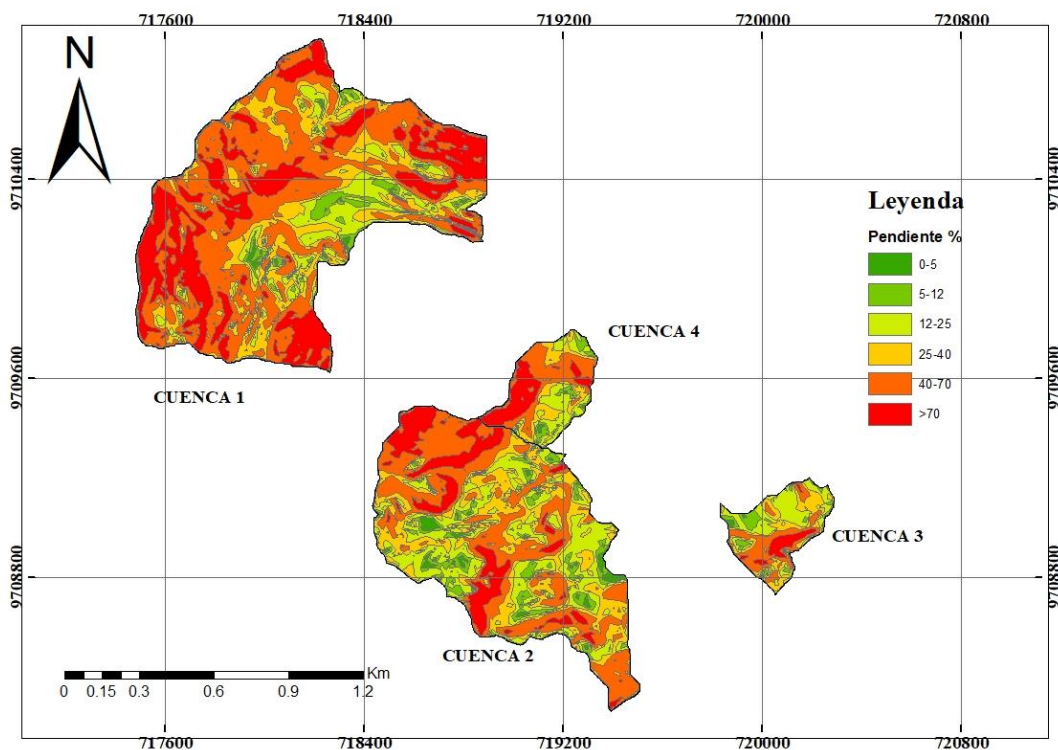 717600 718400 719200 720000 720800
N
9710400 9710400
Leyenda
Pendiente %
0-5
5-12
12-25
25-40
40-70
>70
CUENCA 4
9709600 9709600
CUENCA 1
CUENCA 3
9708800 9708800
CUENCA 2
Km
0 0.15 0.3 0.6 0.9 1.2
717600 718400 719200 720000 720800